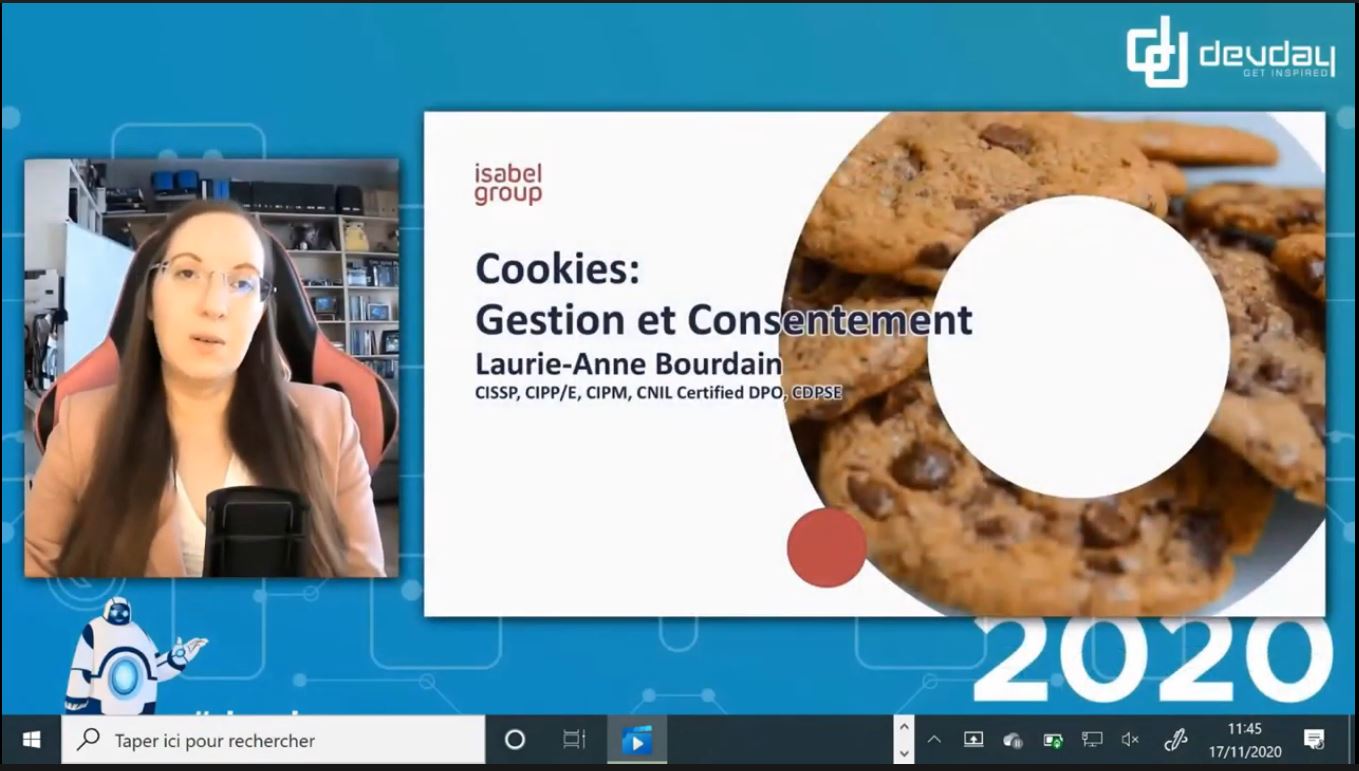 devday
GET INSPIRED
isabel
group
Cookies:
Gestion et Consentement
Laurie-Anne Bourdain
CISSP, CIPP/E, CIPM, CNIL Certified DPO, CDPSE
2020
Taper ici pour rechercher
11:45
17/11/2020